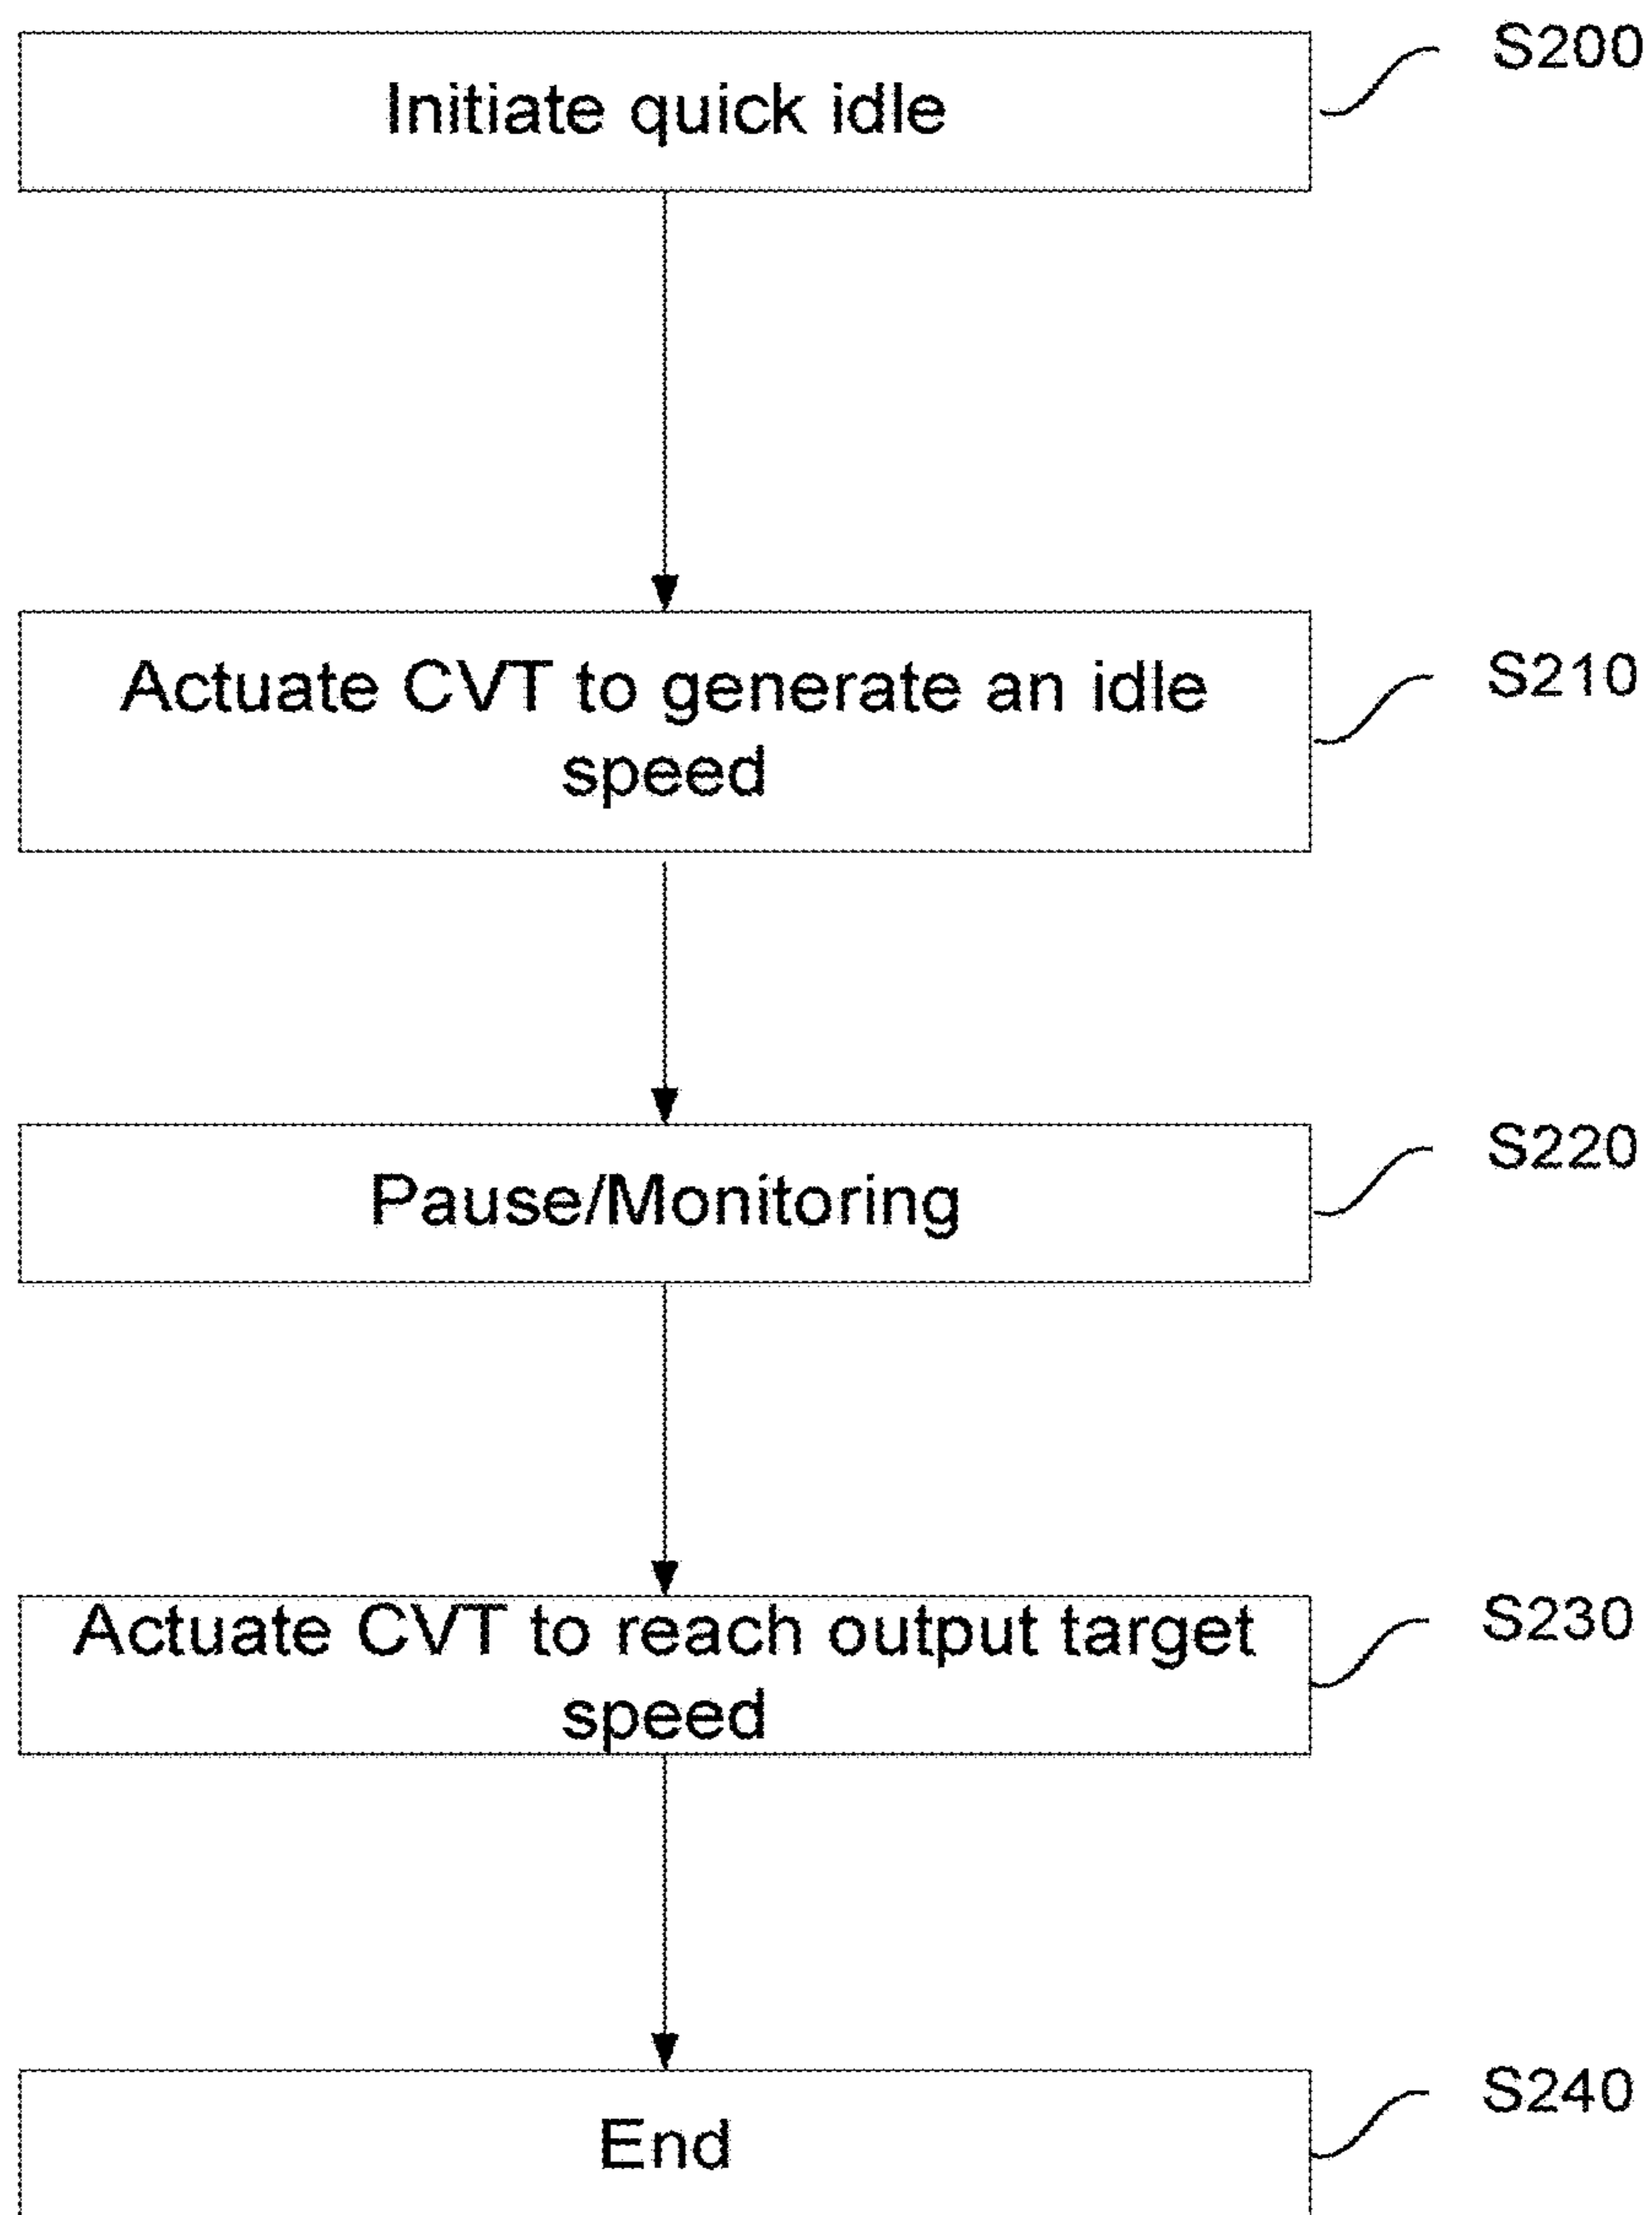 Initiate quick idle
S200
Actuate CVT to generate an idle
speed
S210
Pause/Monitoring
S220
Actuate CVT to reach output target
speed
S230
End
S240